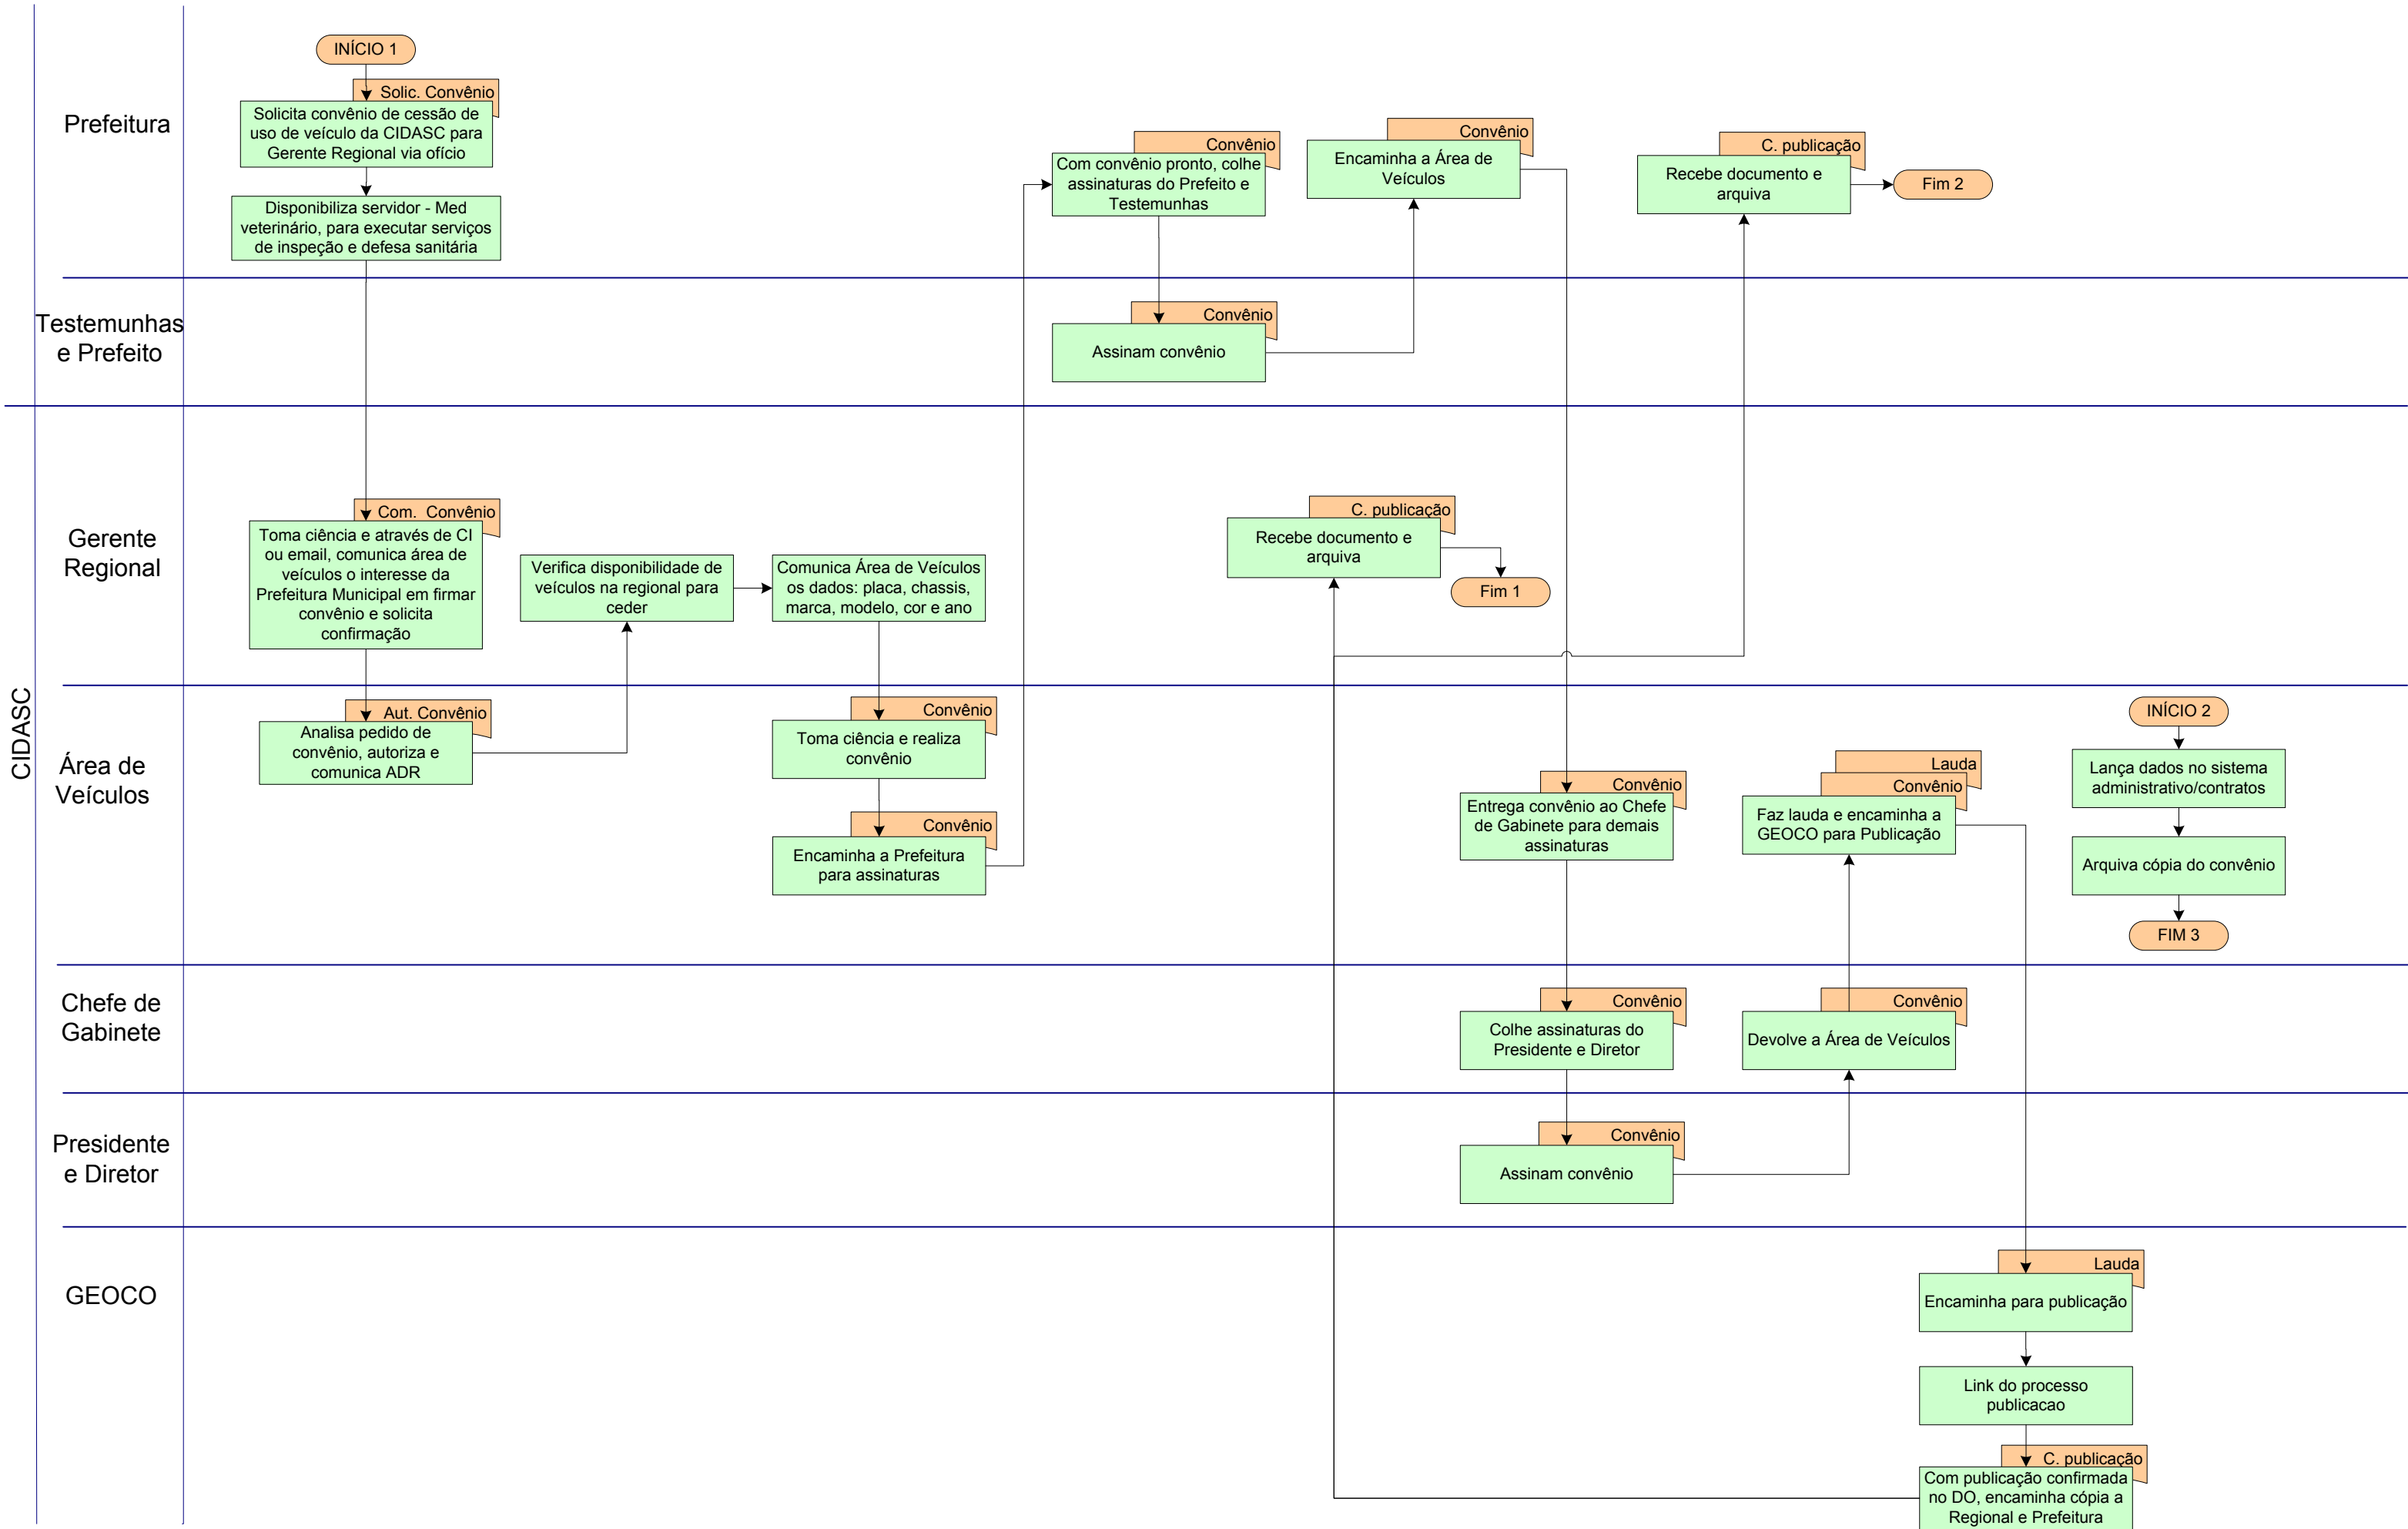 INÍCIO 1
Solic. Convênio
Solicita convênio de cessão de
uso de veículo da CIDASC para
Gerente Regional via ofício
Disponibiliza servidor - Med
veterinário, para executar serviços
de inspeção e defesa sanitária
Prefeitura
Convênio
Com convênio pronto, colhe
assinaturas do Prefeito e
Testemunhas
Convênio
Encaminha a Área de
Veículos
C. publicação
Recebe documento e
arquiva
Fim 2
Testemunhas
e Prefeito
Convênio
Assinam convênio
CIDASC
Gerente
Regional
Com.  Convênio
Toma ciência e através de CI
ou email, comunica área de
veículos o interesse da
Prefeitura Municipal em firmar
convênio e solicita
confirmação
Verifica disponibilidade de
veículos na regional para
ceder
Comunica Área de Veículos
os dados: placa, chassis,
marca, modelo, cor e ano
C. publicação
Recebe documento e
arquiva
Fim 1
Área de
Veículos
Aut. Convênio
Analisa pedido de
convênio, autoriza e
comunica ADR
Convênio
Toma ciência e realiza
convênio
Convênio
Encaminha a Prefeitura
para assinaturas
Convênio
Entrega convênio ao Chefe
de Gabinete para demais
assinaturas
Lauda
Convênio
Faz lauda e encaminha a
GEOCO para Publicação
INÍCIO 2
Lança dados no sistema
administrativo/contratos
Arquiva cópia do convênio
FIM 3
Chefe de
Gabinete
Convênio
Colhe assinaturas do
Presidente e Diretor
Convênio
Devolve a Área de Veículos
Presidente
e Diretor
Convênio
Assinam convênio
GEOCO
Lauda
Encaminha para publicação
Link do processo
publicacao
C. publicação
Com publicação confirmada
no DO, encaminha cópia a
Regional e Prefeitura